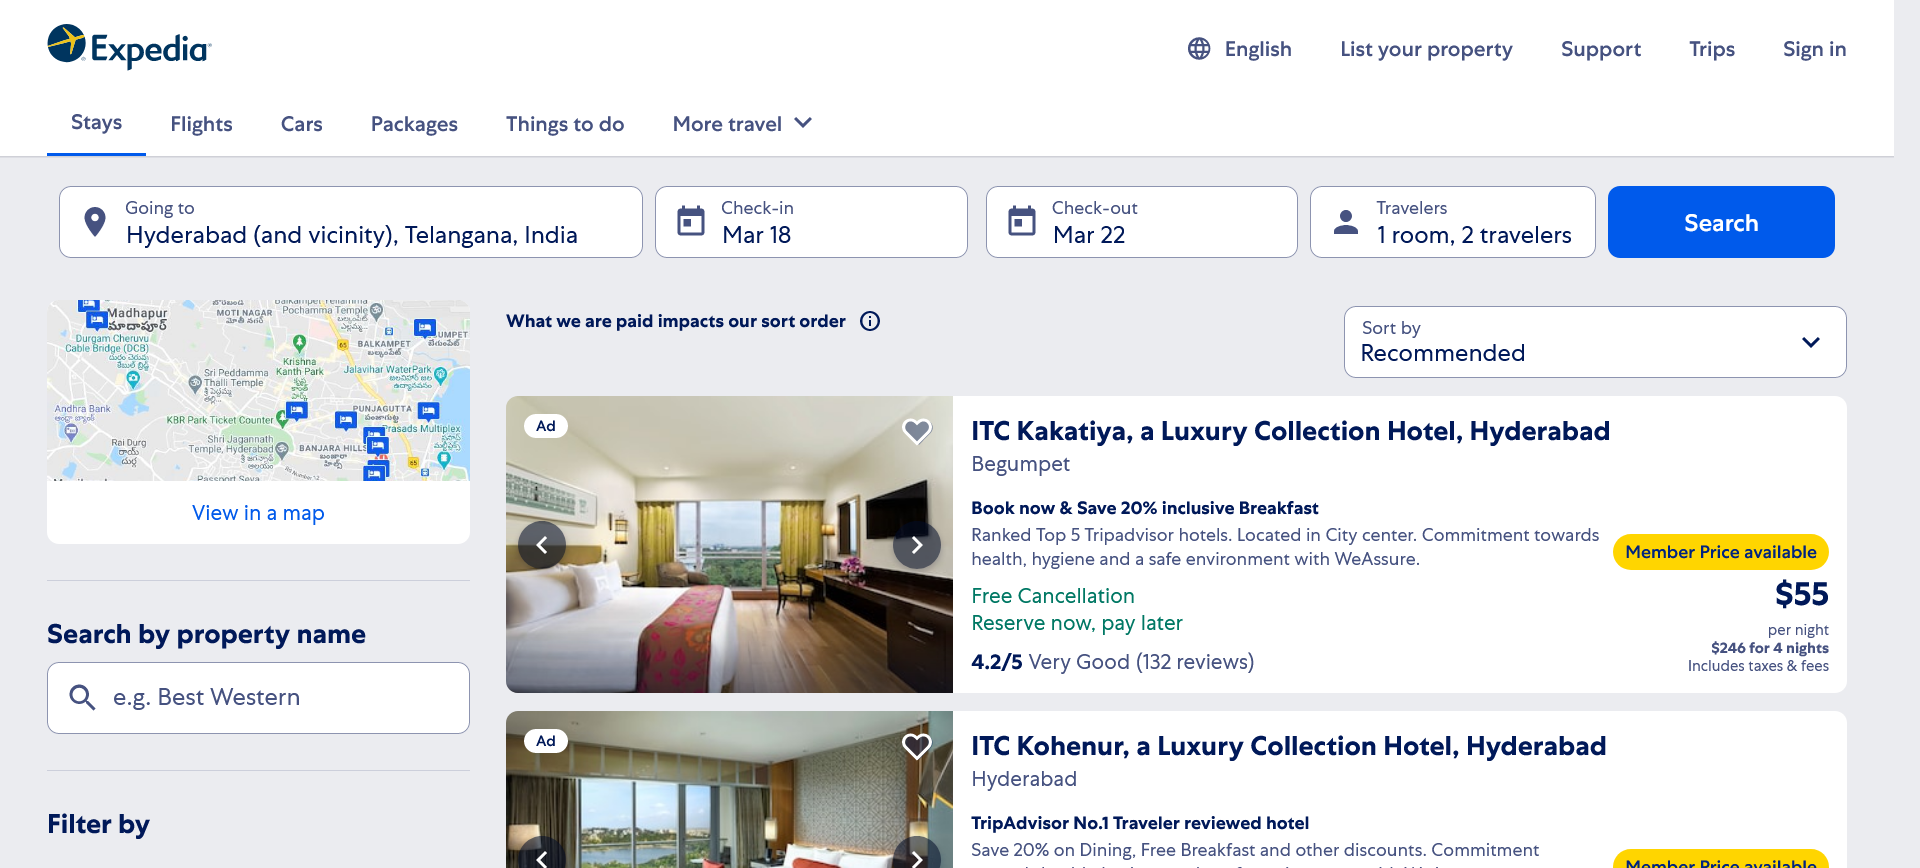 Expedia
English
List your property
Support
Trips
Sign in
Stays
Flights
Cars
Packages
Things to do
More travel
Going to
Hyderabad (and vicinity), Telangana, India
Check-in
Mar 18
Check-out
Mar 22
Travelers
1 room, 2 travelers
Search
Madhapur
మాదాపూర్
Durgam Cheruvu
Cable Bridge (DCB)
MOTI NAGAR
మోతీ నగర్
Pochamma Temple
BALKAMPET
Krishna
Kanth Park
Jalavihar WaterPark
Sri Peddamma
Thalli Temple
Andhra Bank
KBR Park Ticket Counter
PUNJAGUTTA
Prasads Multiplex
Rai Durg
Sri Jagannath
Temple, Hyderabad
BANJARA HILLS
65
65
View in a map
What we are paid impacts our sort order
Sort by
Recommended
Search by property name
e.g. Best Western
Filter by
Ad
ITC Kakatiya, a Luxury Collection Hotel, Hyderabad
Begumpet
Book now & Save 20% inclusive Breakfast
Ranked Top 5 Tripadvisor hotels. Located in City center. Commitment towards
health, hygiene and a safe environment with WeAssure.
Free Cancellation
Reserve now, pay later
4.2/5 Very Good (132 reviews)
Member Price available
$55
per night
$246 for 4 nights
Includes taxes & fees
Ad
ITC Kohenur, a Luxury Collection Hotel, Hyderabad
Hyderabad
TripAdvisor No.1 Traveler reviewed hotel
Save 20% on Dining, Free Breakfast and other discounts. Commitment
Member Price available